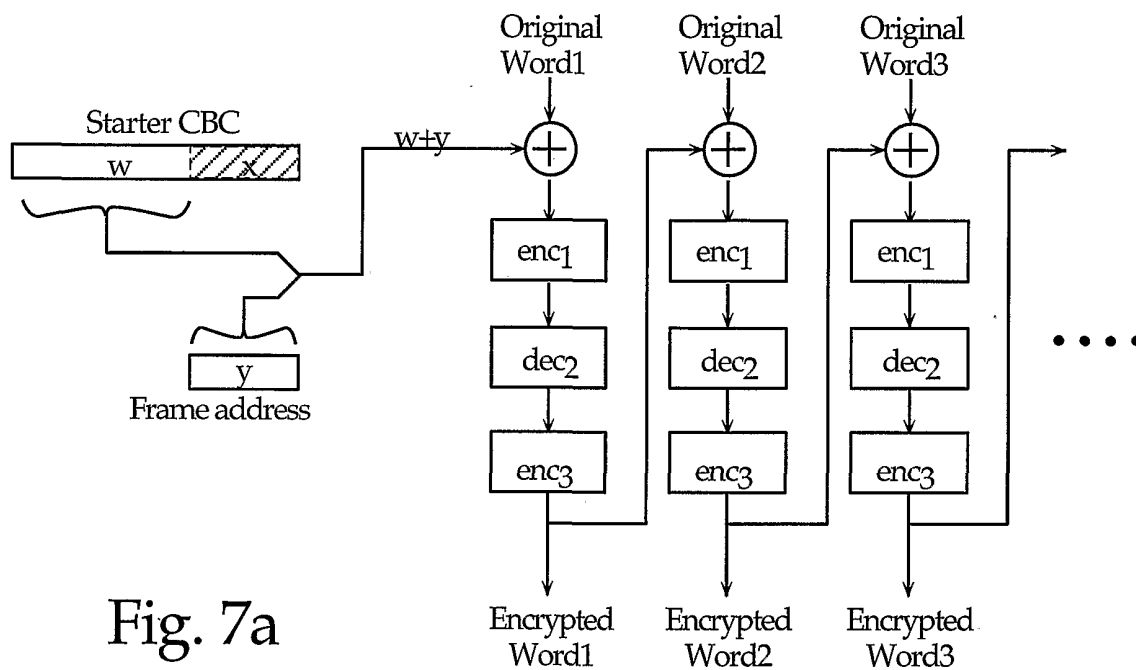 Original
Word1
Original
Word2
Original
Word3
Starter CBC
w
x
w+y
enc1
enc1
enc1
dec2
dec2
dec2
y
Frame address
enc3
enc3
enc3
Fig. 7a
Encrypted
Word1
Encrypted
Word2
Encrypted
Word3